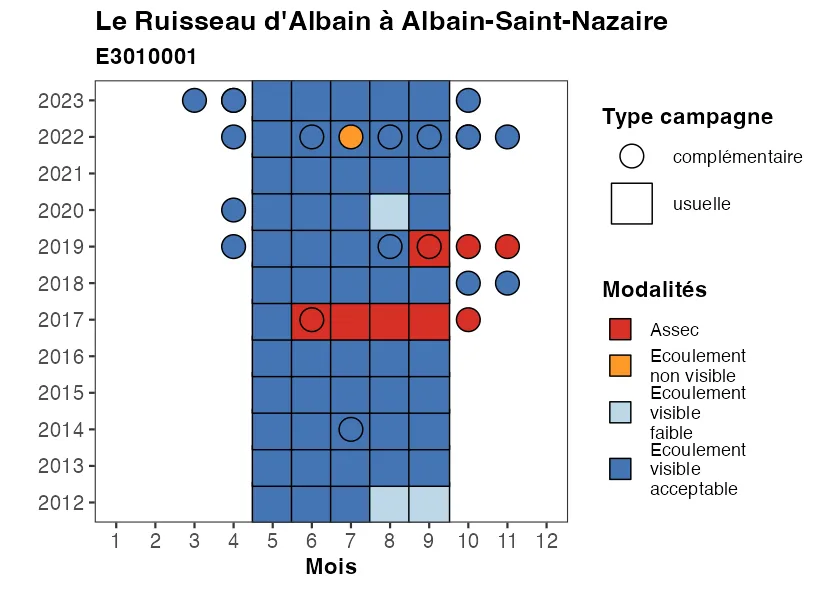 Le Ruisseau d'Albain à Albain-Saint-Nazaire
E3010001
2023
2022
2021
2020
2019
2018
2017
2016
2015
2014
2013
2012
1 2 3 4 5 6 7 8 9 10 11 12
Mois
Type campagne
complémentaire
usuelle
Modalités
Assec
Ecoulement
non visible
Ecoulement
visible
faible
Ecoulement
visible
acceptable